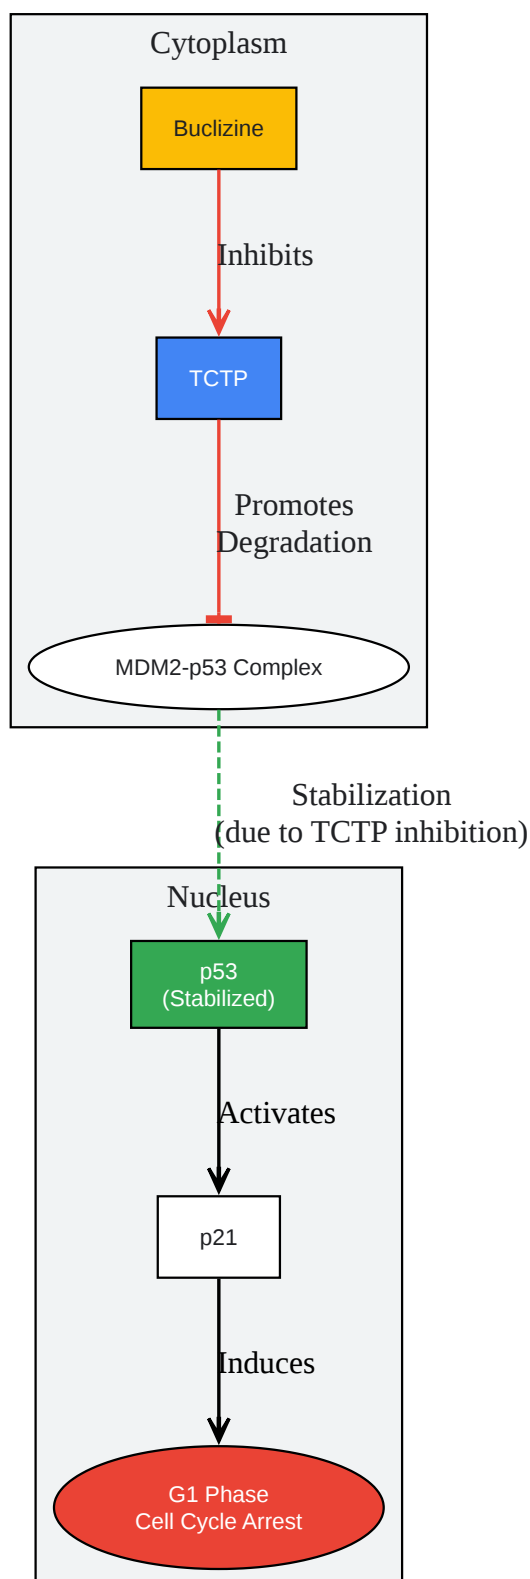 Cytoplasm
Buclizine
Inhibits
TCTP
Promotes
Degradation
MDM2-p53 Complex
Stabilization
(due to TCTP inhibition)
Nucleus
p53
(Stabilized)
Activates
p21
Induces
G1 Phase
Cell Cycle Arrest